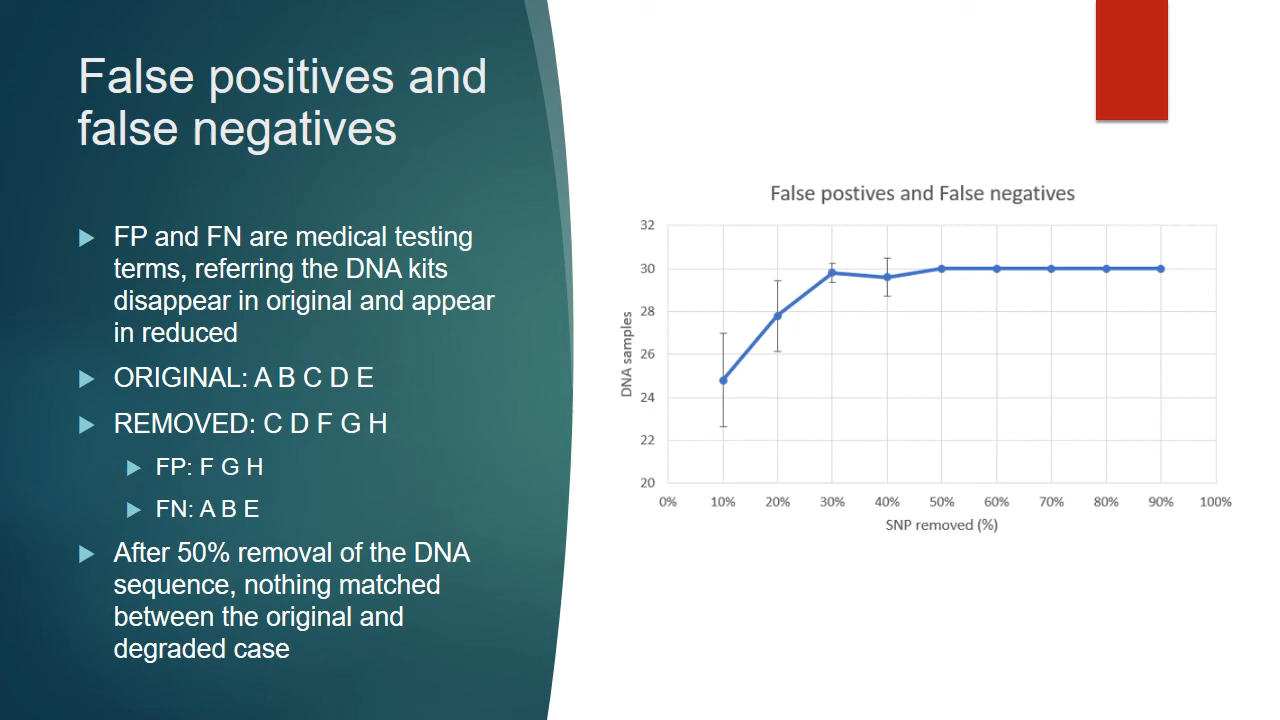 False positives and
false negatives
FP and FN are medical testing
terms, referring the DNA kits
disappear in original and appear
in reduced
ORIGINAL: A B C D E
REMOVED: C D F G H
FP: F G H
FN: A B E
After 50% removal of the DNA
sequence, nothing matched
between the original and
degraded case
False postives and False negatives
32
30
28
26
24
22
20
DNA samples
0% 10% 20% 30% 40% 50% 60% 70% 80% 90% 100%
SNP removed (%)